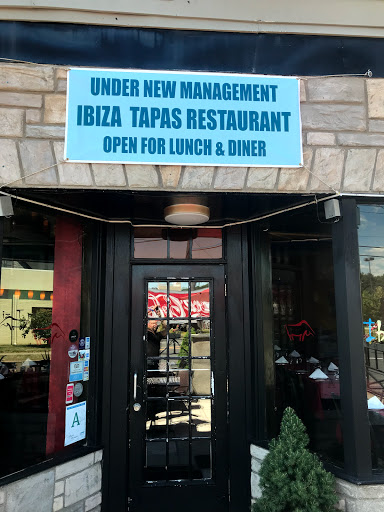 UNDER NEW MANAGEMENT
IBIZA TAPAS RESTAURANT
OPEN FOR LUNCH & DINER
A